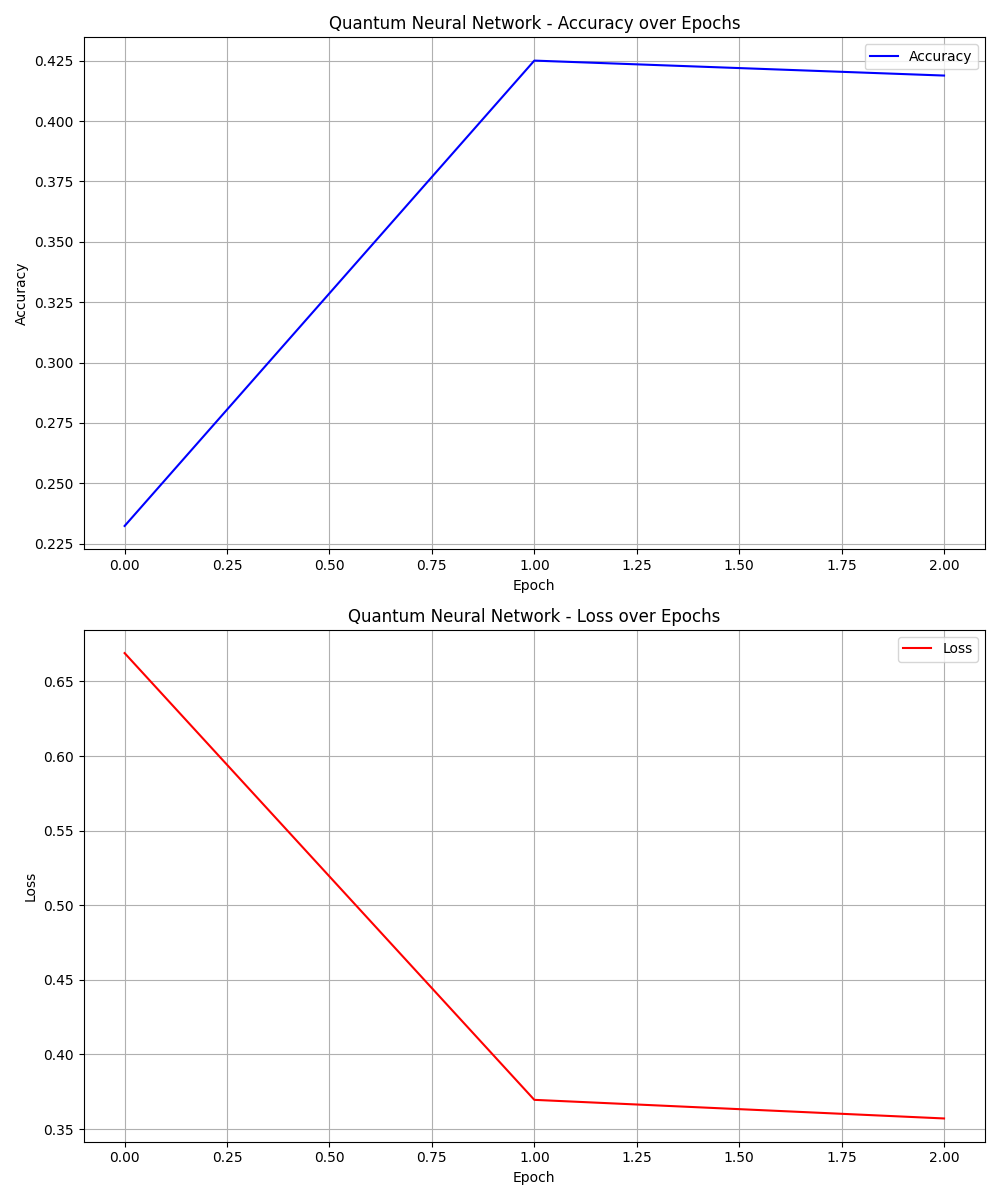 Quantum Neural Network - Accuracy over Epochs
Accuracy
0.425
0.400
0.375
0.350
0.325
0.300
0.275
0.250
0.225
Accuracy
0.00 0.25 0.50 0.75 1.00 1.25 1.50 1.75 2.00
Epoch
Quantum Neural Network - Loss over Epochs
Loss
0.65
0.60
0.55
0.50
0.45
0.40
0.35
Loss
0.00 0.25 0.50 0.75 1.00 1.25 1.50 1.75 2.00
Epoch